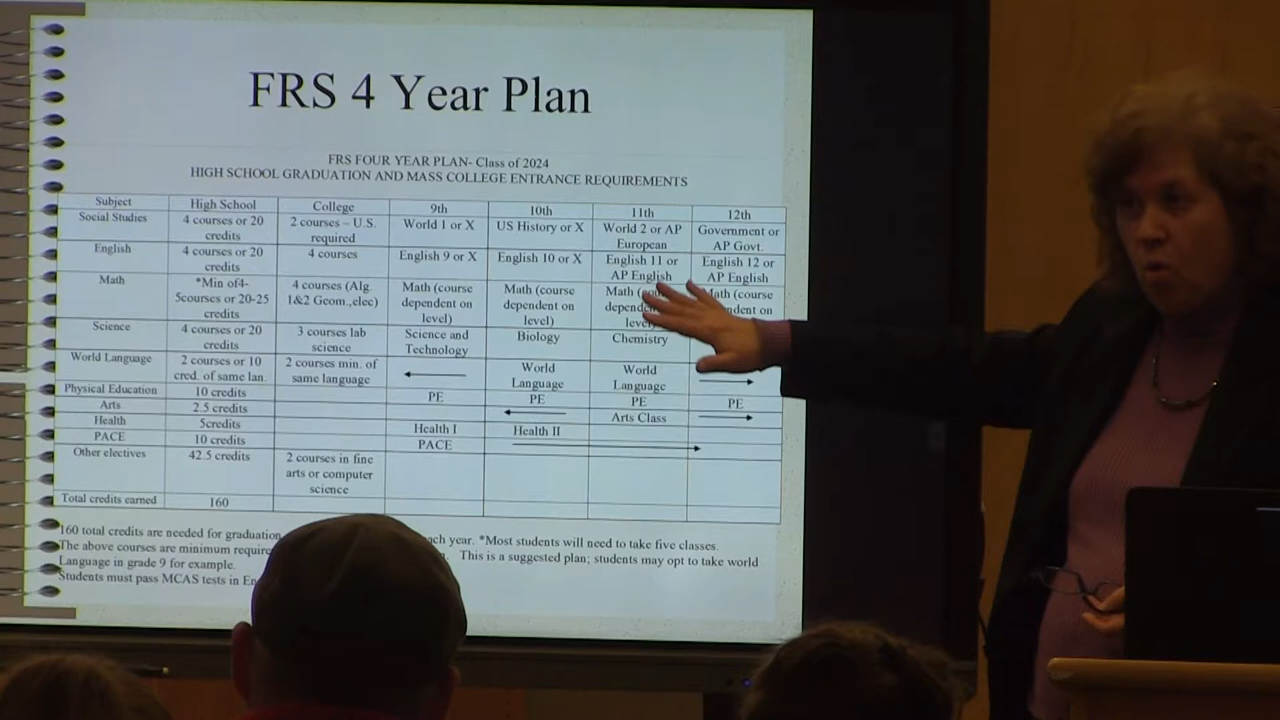 FRS 4 Year Plan
FRS FOUR YEAR PLAN- Class of 2024
HIGH SCHOOL GRADUATION AND MASS COLLEGE ENTRANCE REQUIREMENTS
Subject High School College 9th 10th 11th 12th
Social Studies 4 courses or 20 credits 2 courses – U.S. required World 1 or X US History or X World 2 or AP European Government or AP Govt.
English 4 courses or 20 credits 4 courses English 9 or X English 10 or X English 11 or AP English English 12 or AP English
Math *Min of4-5courses or 20-25 credits 4 courses (Alg 1&2 Geom.,elec) Math (course dependent on level) Math (course dependent on level) Math Math (course on
Science 4 courses or 20 credits 3 courses lab science Science and Technology Biology Chemistry
World Language 2 courses or 10 cred. of same lan. 2 courses min. of same language World Language World Language
Physical Education 10 credits PE PE PE PE
Arts 2.5 credits Arts Class
Health 5credits Health I Health II
PACE 10 credits PACE
Other electives 42.5 credits 2 courses in fine arts or computer science
Total credits earned 160
160 total credits are needed for graduation each year. *Most students will need to take five classes.
The above courses are minimum This is a suggested plan; students may opt to take world
Language in grade 9 for example.
Students must pass MCAS tests in